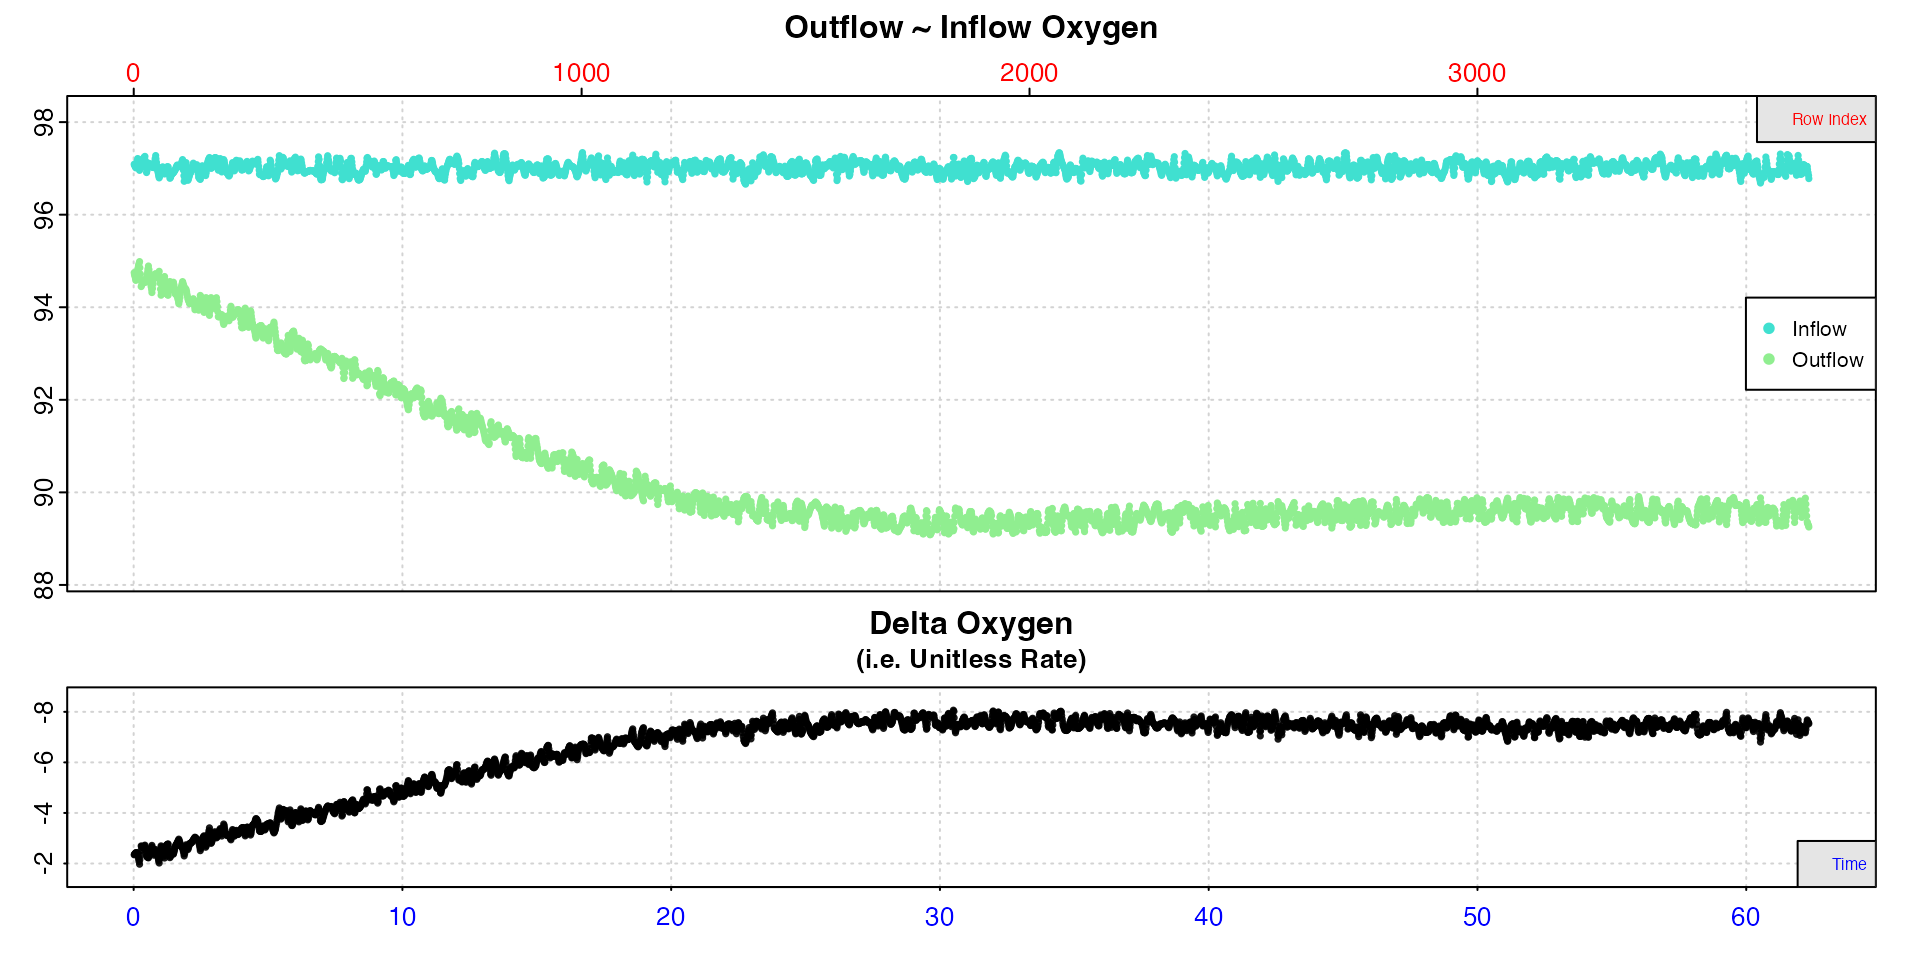 Outflow ~ Inflow Oxygen
0 1000 2000 3000
Row Index
98
96
94
92
90
88
Inflow
Outflow
Delta Oxygen
(i.e. Unitless Rate)
-8
-6
-4
-2
Time
0 10 20 30 40 50 60